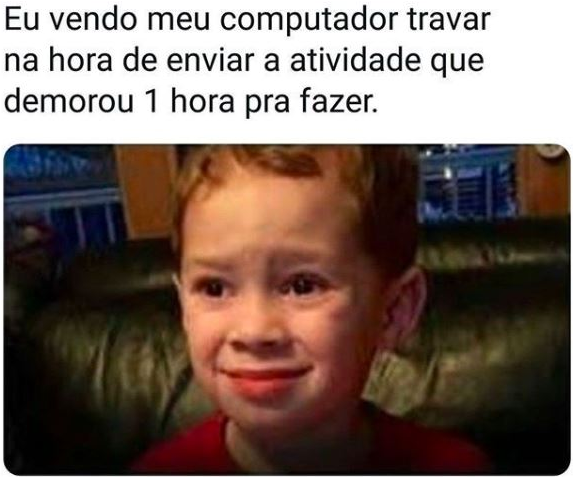 Eu vendo meu computador travar
na hora de enviar a atividade que
demorou 1 hora pra fazer.